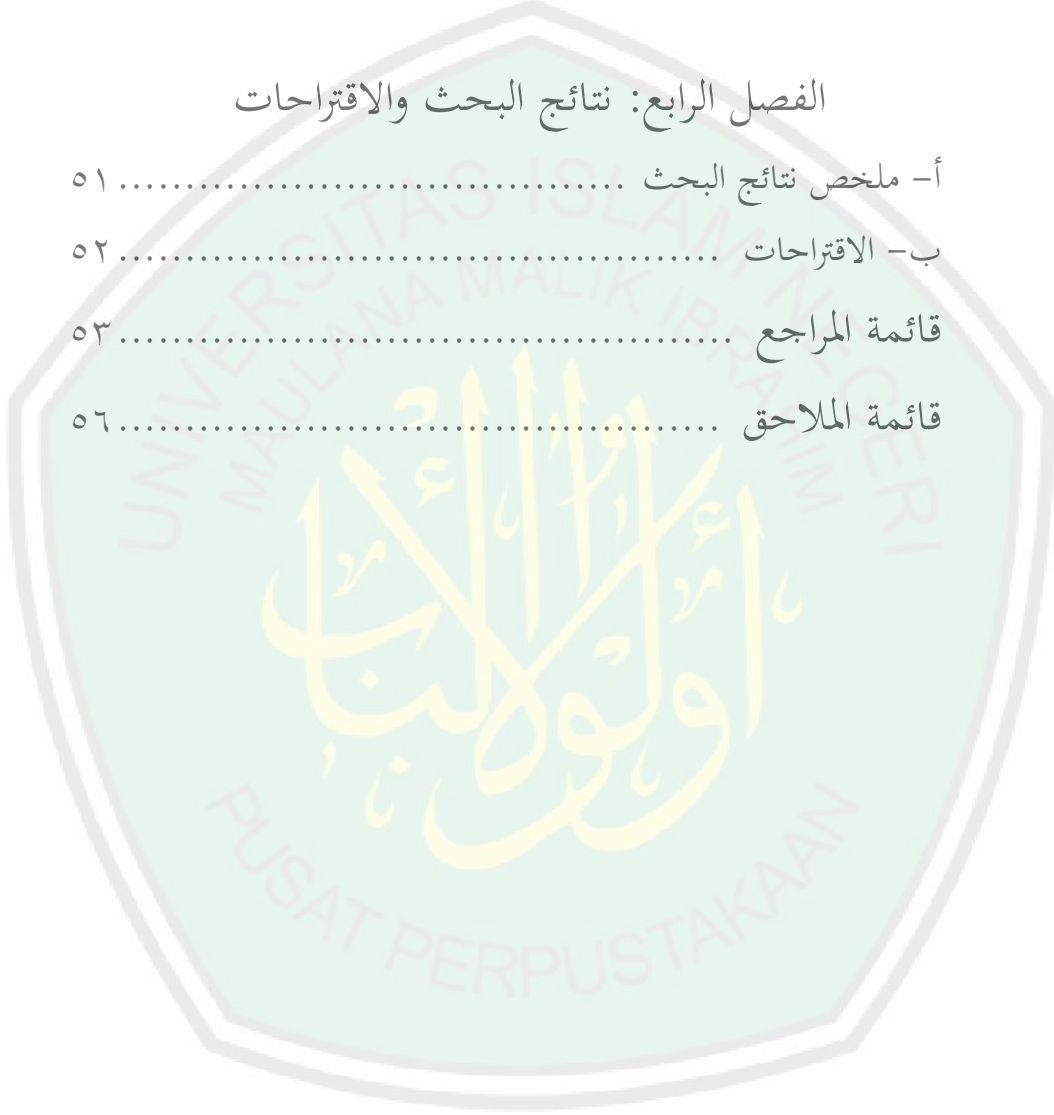 الفصل الرابع: نتائج البحث والاقتراحات
أ- ملخص نتائج البحث ..................................... ٥١
ب- الاقتراحات ............................................. ٥٢
قائمة المراجع .............................................. ٥٣
قائمة الملاحق ............................................. ٥٦
UNIVERSITAS ISLAM NEGERI
MAULANA MALIK IBRAHIM
أولوا الألباب
PUSAT PERPUSTAKAAN